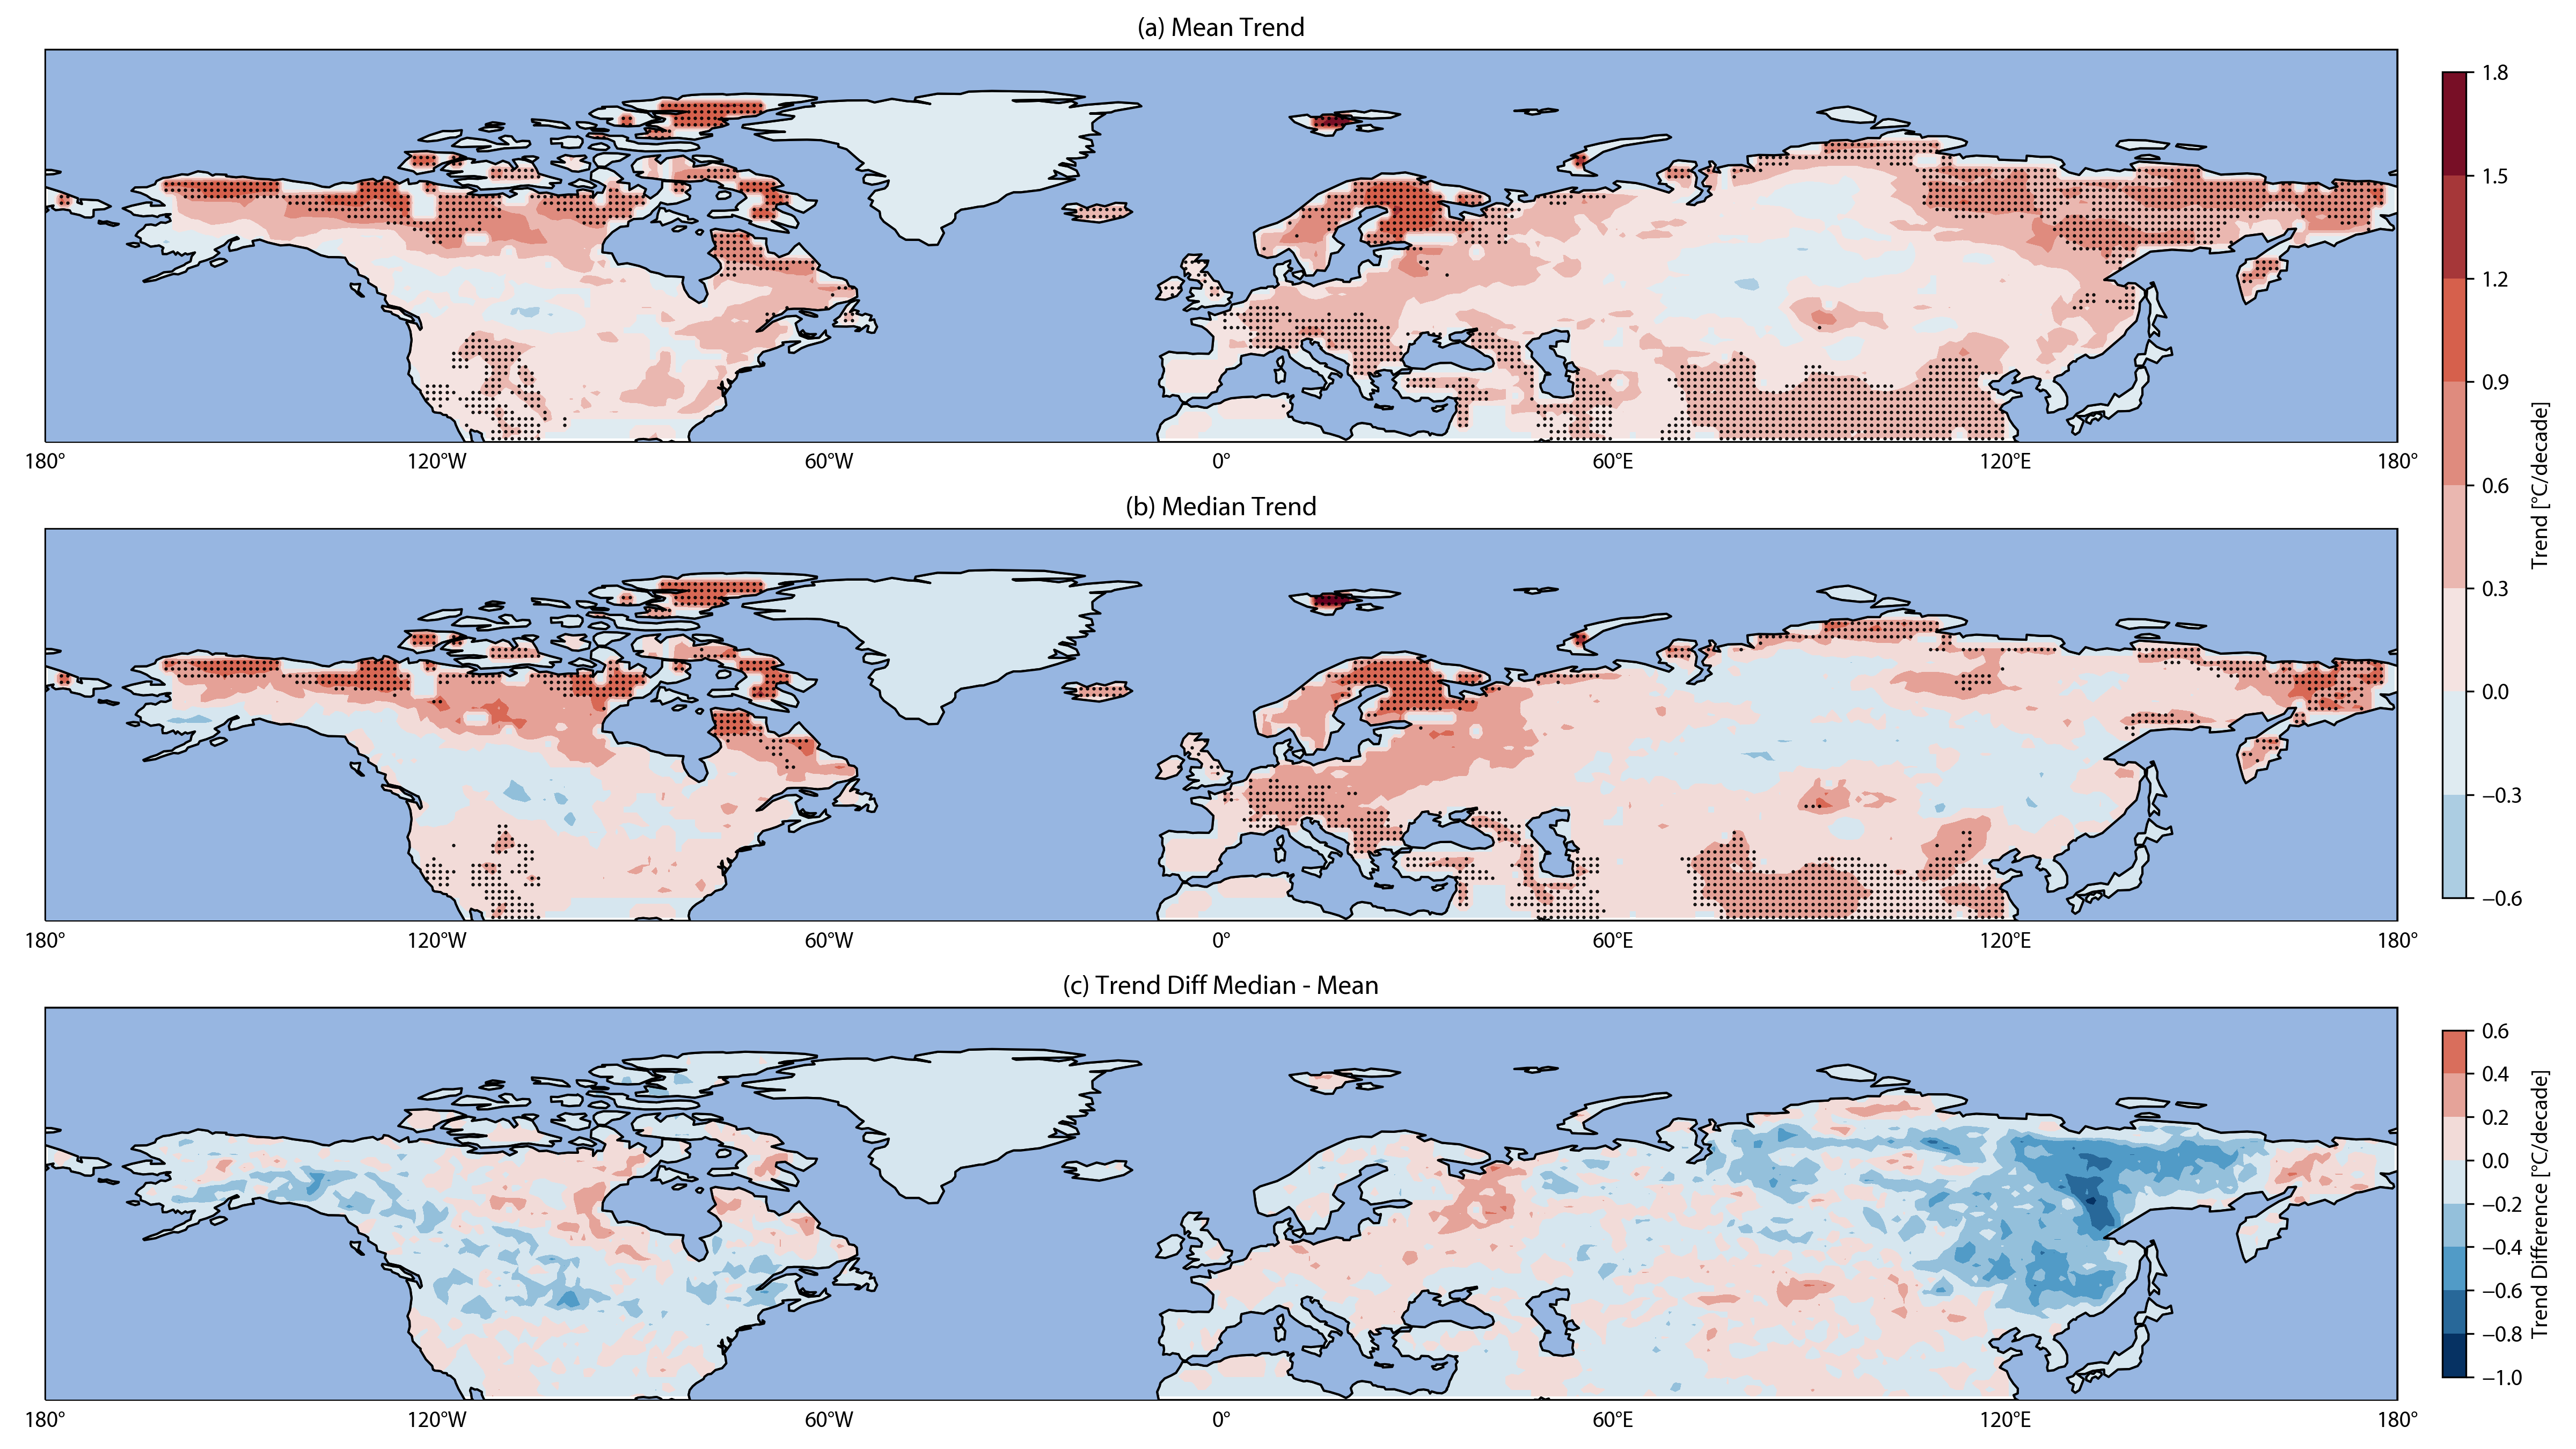 (a) Mean Trend
180°
120°W
60°W
0°
60°E
120°E
180°
(b) Median Trend
180°
120°W
60°W
0°
60°E
120°E
180°
1.8
1.5
1.2
0.9
0.6
0.3
0.0
−0.3
−0.6
Trend [°C/decade]
(c) Trend Diff Median - Mean
180°
120°W
60°W
0°
60°E
120°E
180°
0.6
0.4
0.2
0.0
−0.2
−0.4
−0.6
−0.8
−1.0
Trend Difference [°C/decade]